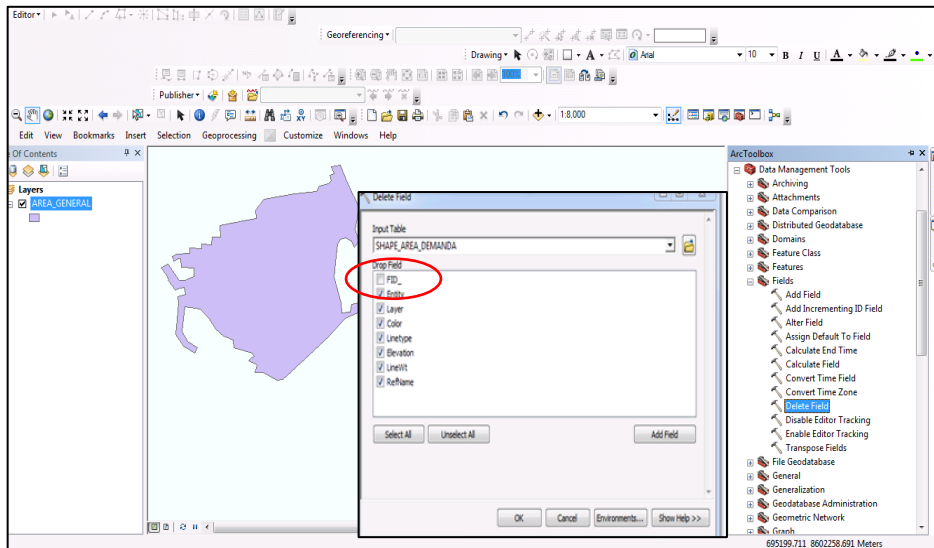 Editor
Georeferencing
Drawing
A
Arial
10
B I U A
100%
Publisher
1:8,000
Edit View Bookmarks Insert Selection Geoprocessing Customize Windows Help
Of Contents
Layers
AREA_GENERAL
Delete Field
Input Table
SHAPE_AREA_DEMANDA
Drop Field
FID_
Entity
Layer
Color
Linetype
Elevation
LineWt
RefName
Select All Unselect All Add Field
OK Cancel Environments... Show Help >>
ArcToolbox
Data Management Tools
Archiving
Attachments
Data Comparison
Distributed Geodatabase
Domains
Feature Class
Features
Fields
Add Field
Add Incrementing ID Field
Alter Field
Assign Default To Field
Calculate End Time
Calculate Field
Convert Time Field
Convert Time Zone
Delete Field
Disable Editor Tracking
Enable Editor Tracking
Transpose Fields
File Geodatabase
General
Generalization
Geodatabase Administration
Geometric Network
Graph
695199.711 8602258.691 Meters